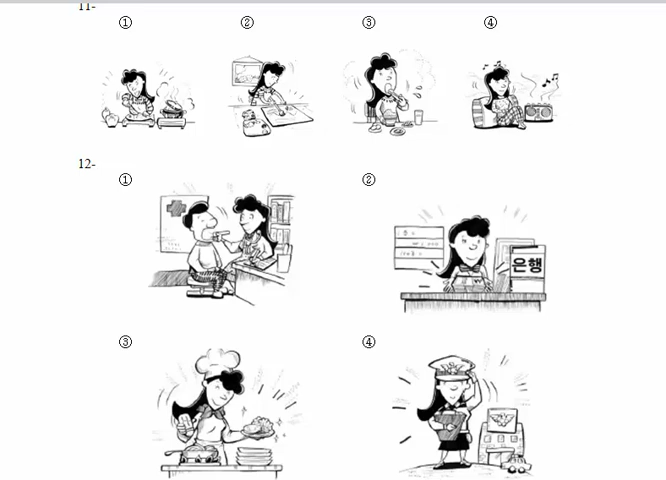 11-
① ② ③ ④
12-
① ②
은행
③ ④